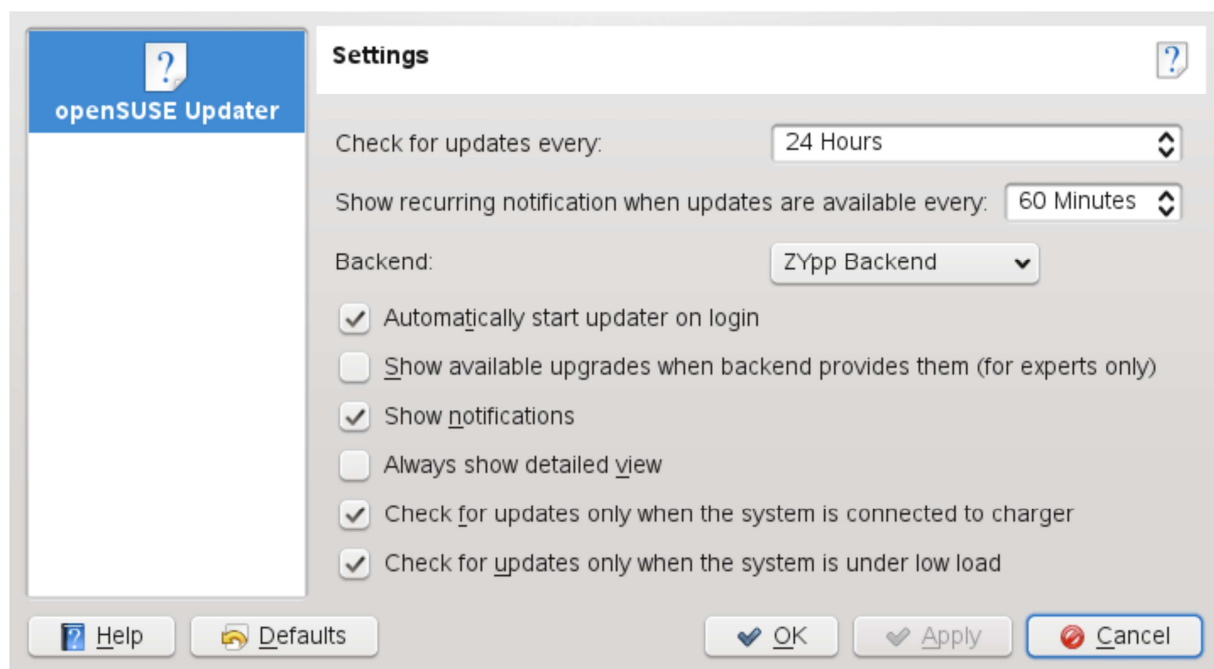 openSUSE Updater
Settings
Check for updates every:
24 Hours
Show recurring notification when updates are available every:
60 Minutes
Backend:
ZYpp Backend
Automatically start updater on login
Show available upgrades when backend provides them (for experts only)
Show notifications
Always show detailed view
Check for updates only when the system is connected to charger
Check for updates only when the system is under low load
Help
Defaults
OK
Apply
Cancel